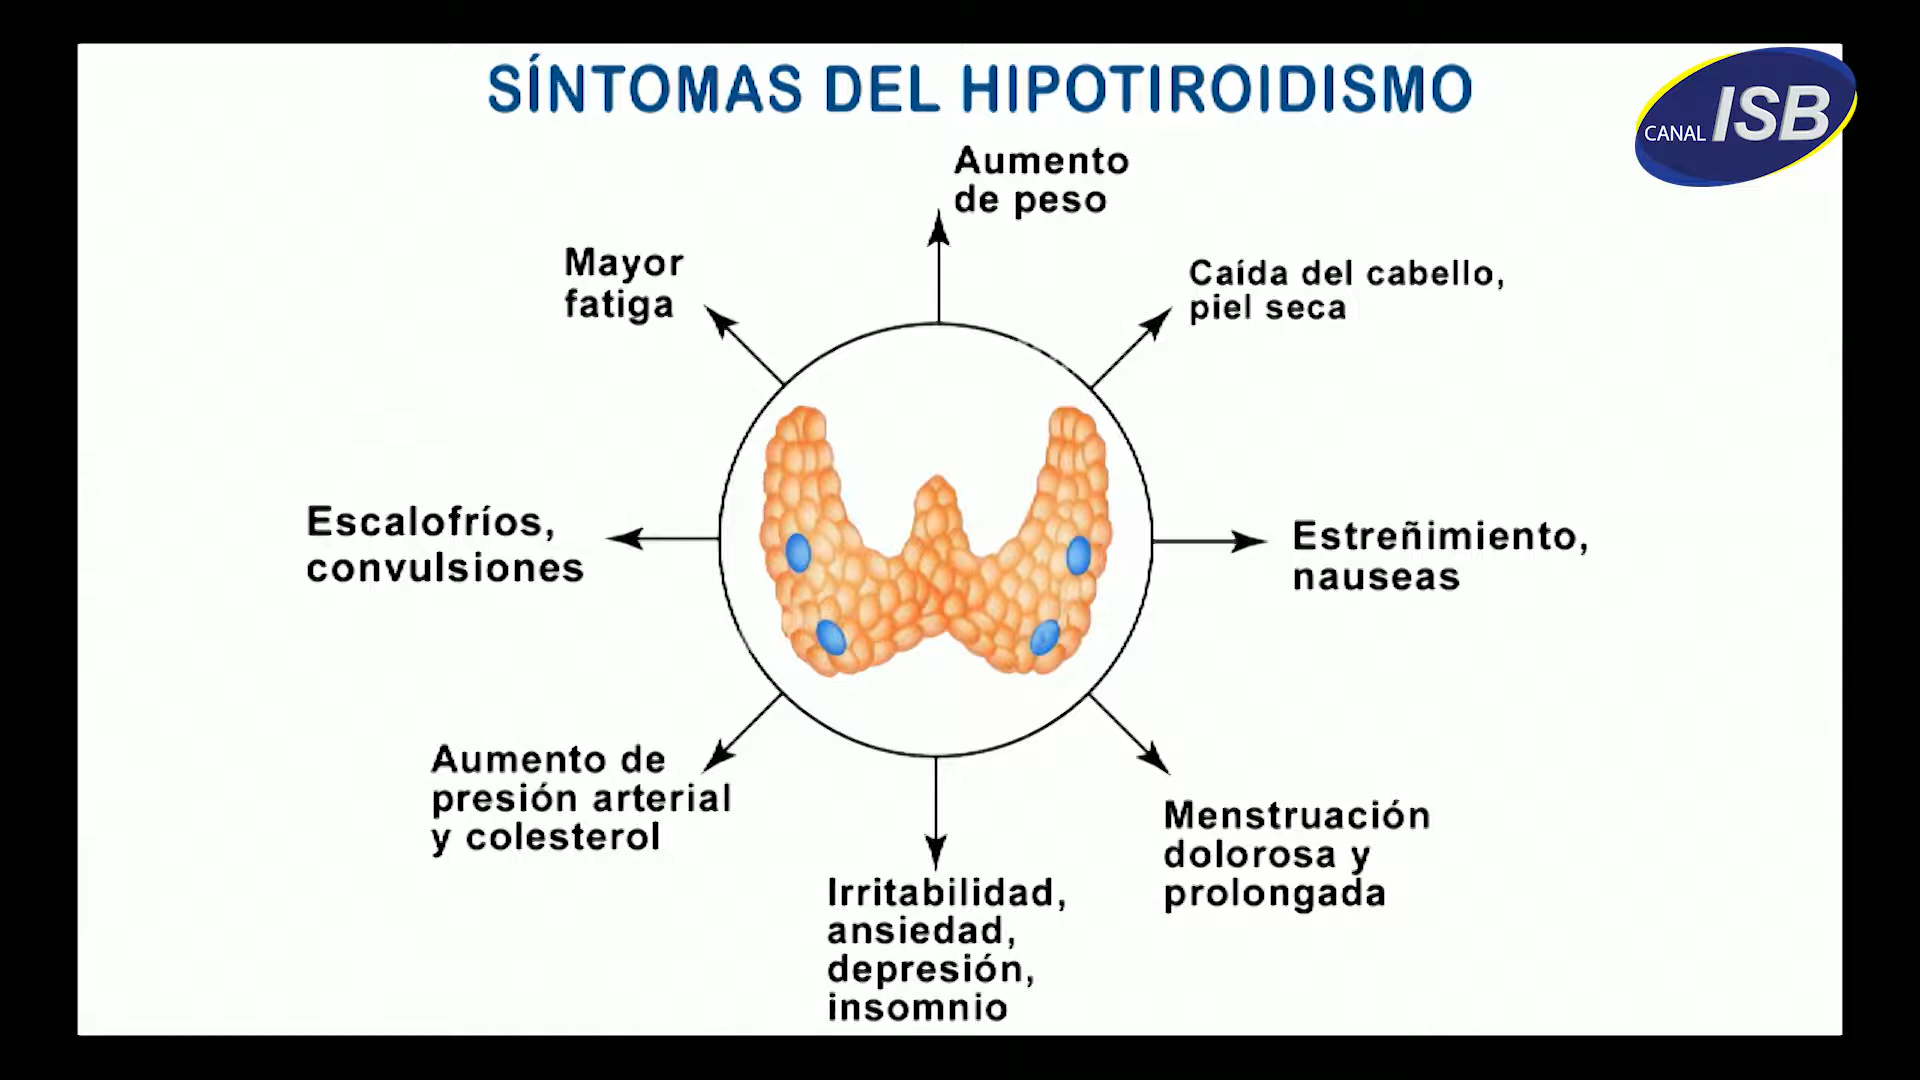 SÍNTOMAS DEL HIPOTIROIDISMO
CANAL ISB
Aumento
de peso
Mayor
fatiga
Caída del cabello,
piel seca
Escalofríos,
convulsiones
Estreñimiento,
nauseas
Aumento de
presión arterial
y colesterol
Menstruación
dolorosa y
prolongada
Irritabilidad,
ansiedad,
depresión,
insomnio